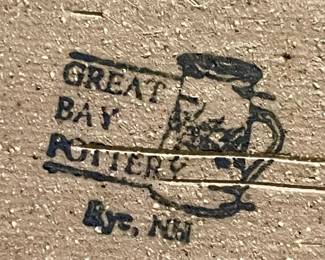 GREAT
BAY
POTTERY
Rye, NH